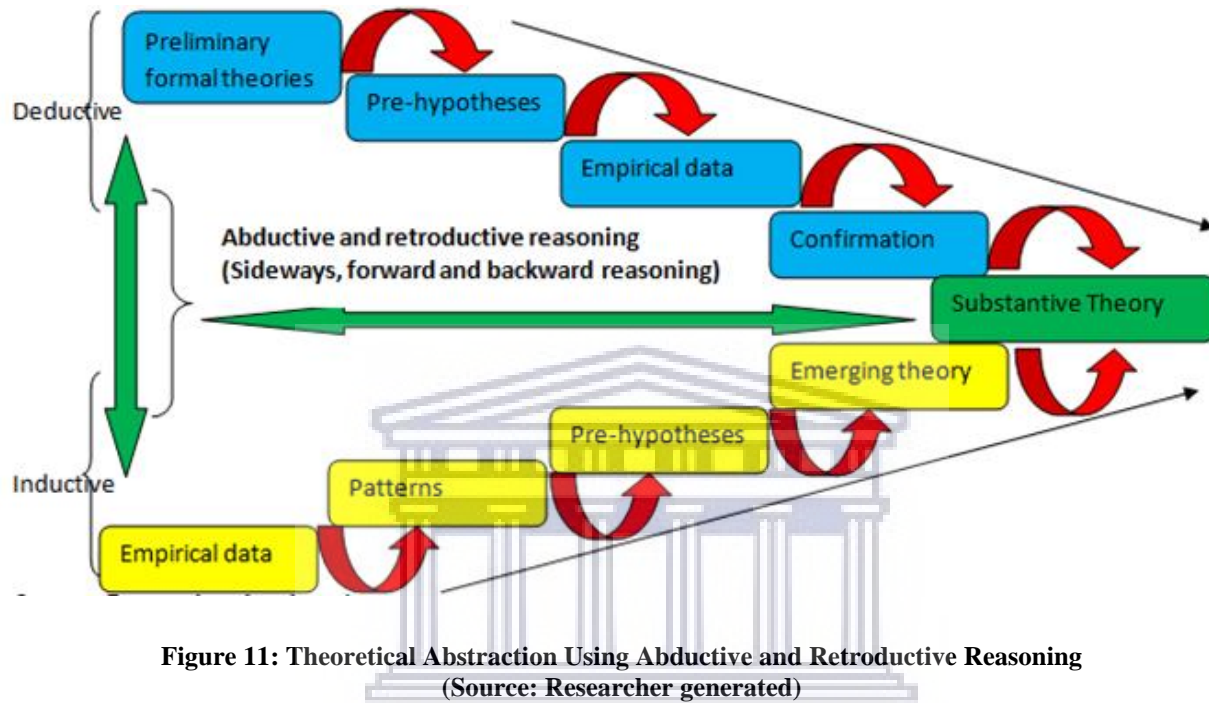 Preliminary
formal theories
Pre-hypotheses
Deductive
Empirical data
Abductive and retroductive reasoning
(Sideways, forward and backward reasoning)
Confirmation
Substantive Theory
Emerging theory
Pre-hypotheses
Inductive
Patterns
Empirical data
Figure 11: Theoretical Abstraction Using Abductive and Retroductive Reasoning
(Source: Researcher generated)